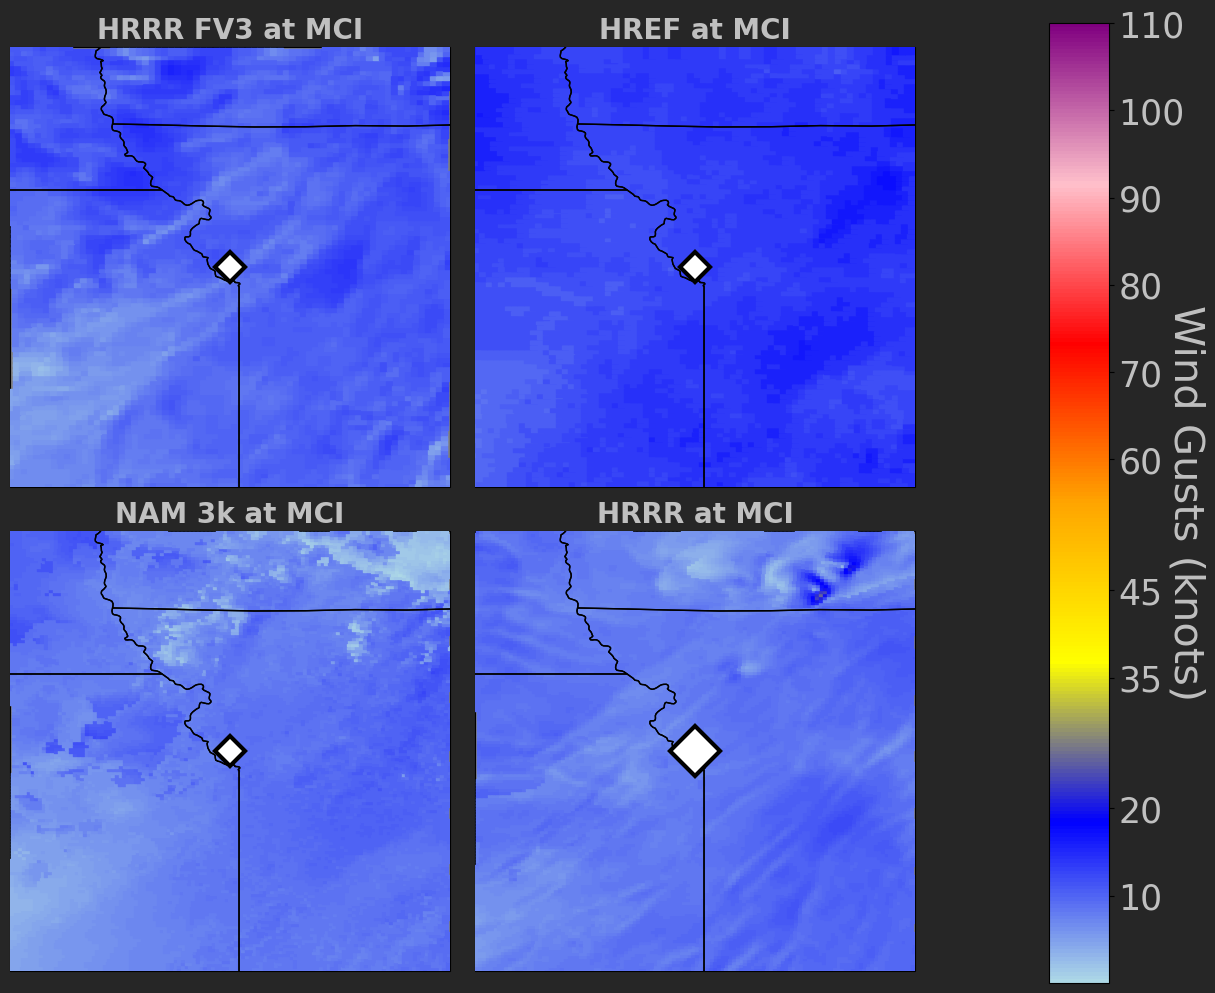 HRRR FV3 at MCI
HREF at MCI
NAM 3k at MCI
HRRR at MCI
110
100
90
80
70
60
45
35
20
10
Wind Gusts (knots)